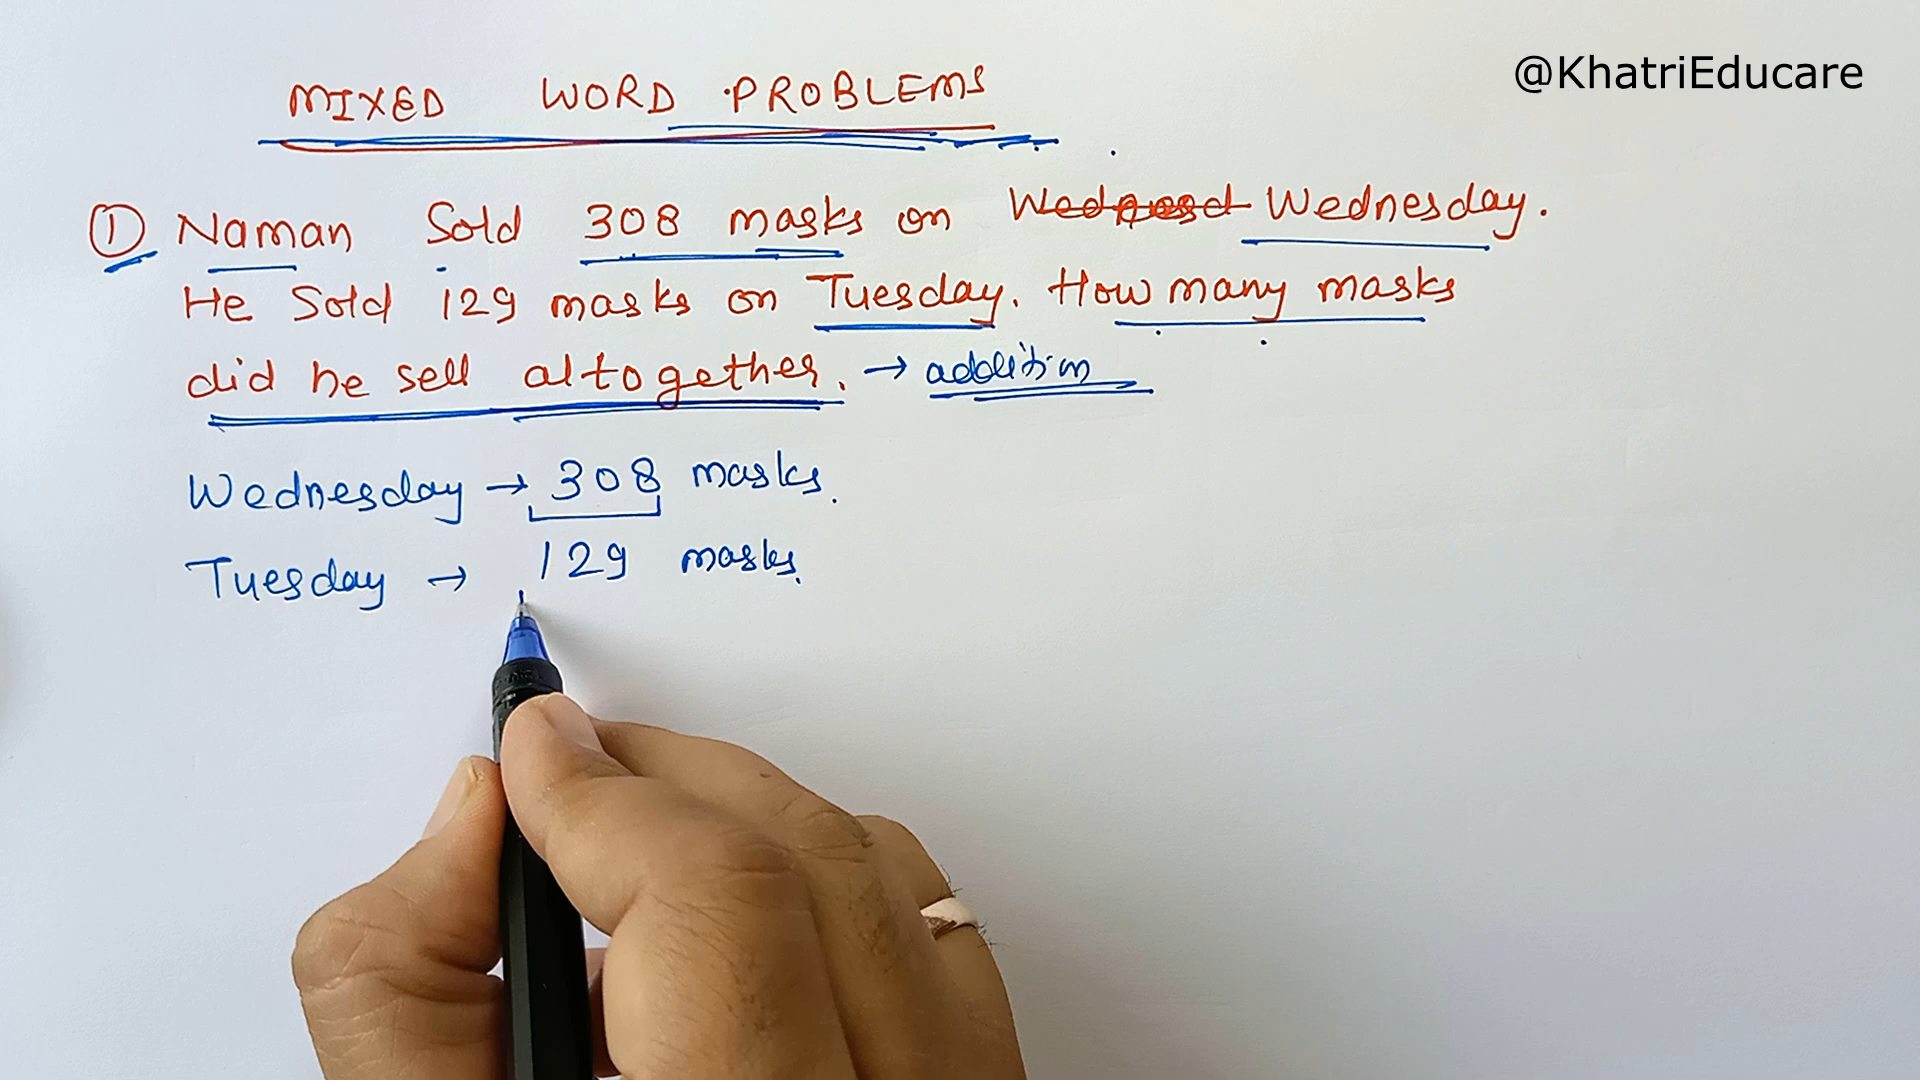 @KhatriEducare
MIXED WORD PROBLEMS
① Naman Sold 308 masks on Wednesday.
He Sold 129 masks on Tuesday. How many masks
did he sell altogether. → addition
Wednesday → 308 masks.
Tuesday → 129 masks.